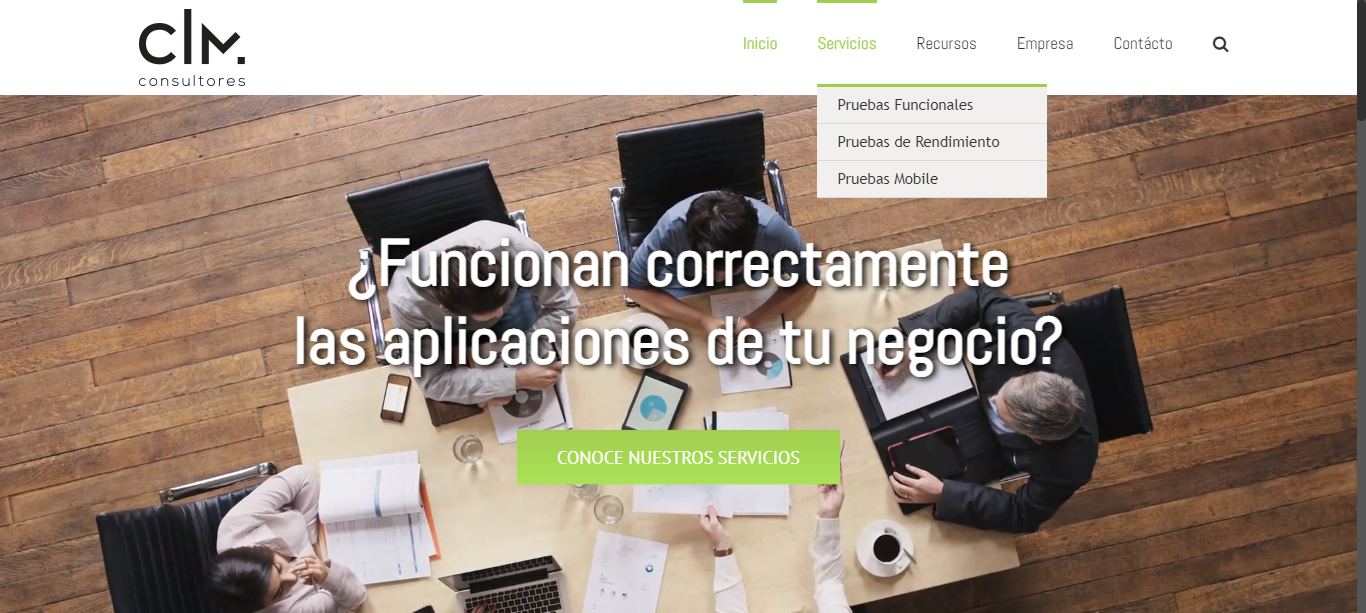 clm.
consultores
Inicio
Servicios
Recursos
Empresa
Contácto
Pruebas Funcionales
Pruebas de Rendimiento
Pruebas Mobile
¿Funcionan correctamente
las aplicaciones de tu negocio?
CONOCE NUESTROS SERVICIOS